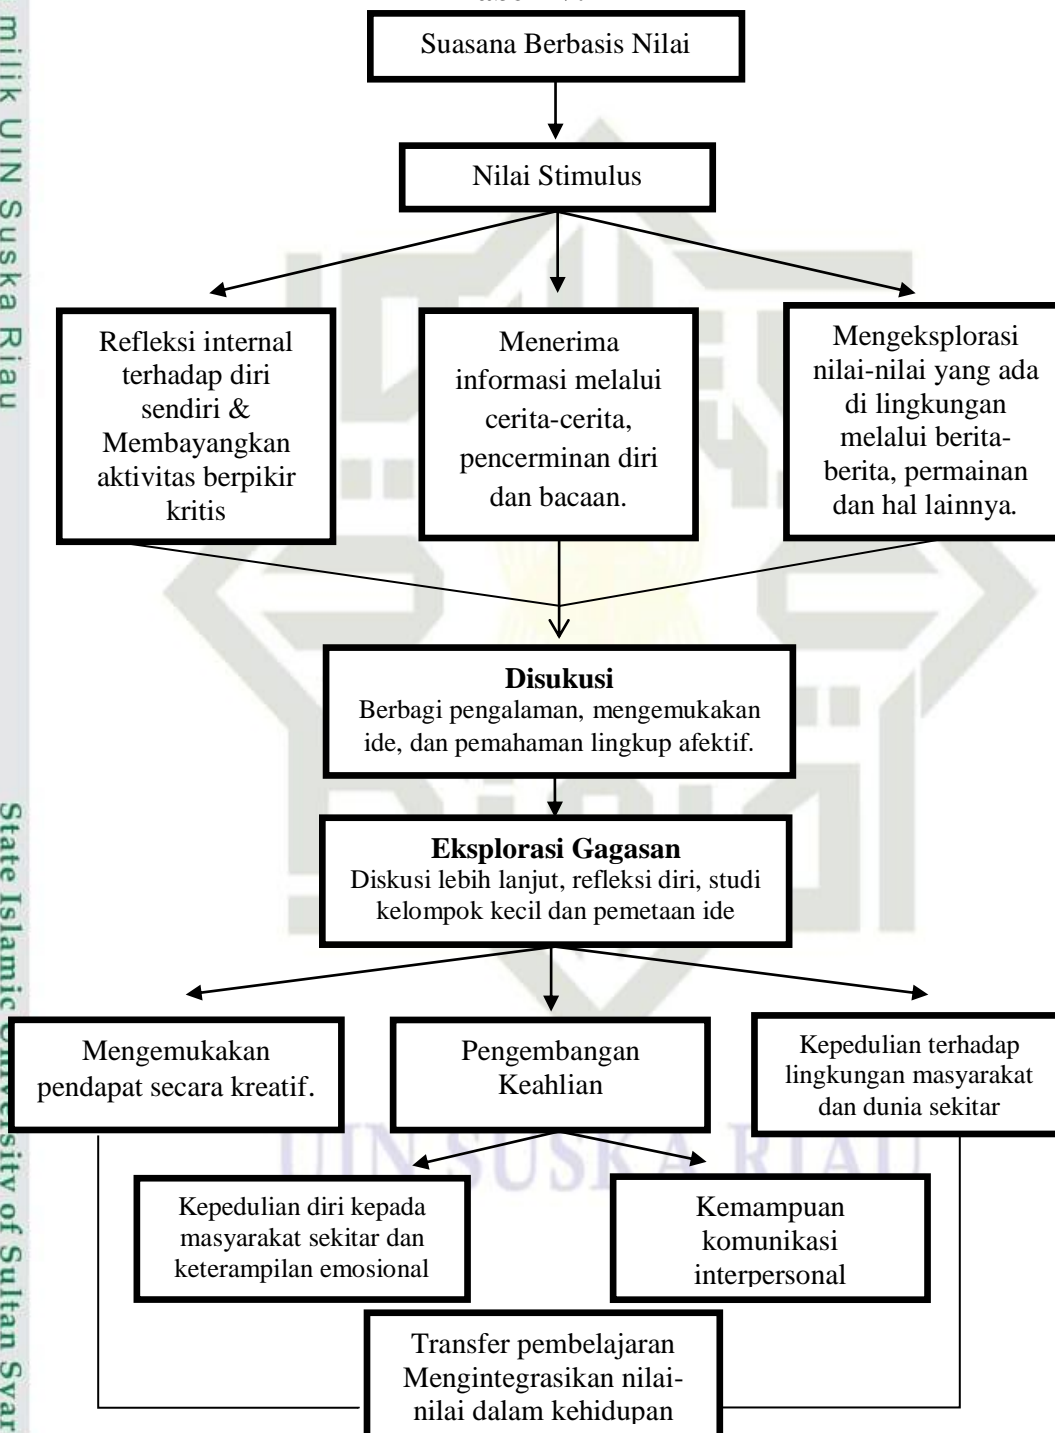 Suasana Berbasis Nilai
Nilai Stimulus
Refleksi internal
terhadap diri
sendiri &
Membayangkan
aktivitas berpikir
kritis
Menerima
informasi melalui
cerita-cerita,
pencerminan diri
dan bacaan.
Mengeksplorasi
nilai-nilai yang ada
di lingkungan
melalui berita-
berita, permainan
dan hal lainnya.
Disukusi
Berbagi pengalaman, mengemukakan
ide, dan pemahaman lingkup afektif.
Eksplorasi Gagasan
Diskusi lebih lanjut, refleksi diri, studi
kelompok kecil dan pemetaan ide
Mengemukakan
pendapat secara kreatif.
Pengembangan
Keahlian
Kepedulian terhadap
lingkungan masyarakat
dan dunia sekitar
Kepedulian diri kepada
masyarakat sekitar dan
keterampilan emosional
Kemampuan
komunikasi
interpersonal
Transfer pembelajaran
Mengintegrasikan nilai-
nilai dalam kehidupan
UIN SUSKA RIAU
milik UIN Suska Riau
State Islamic University of Sultan Syar